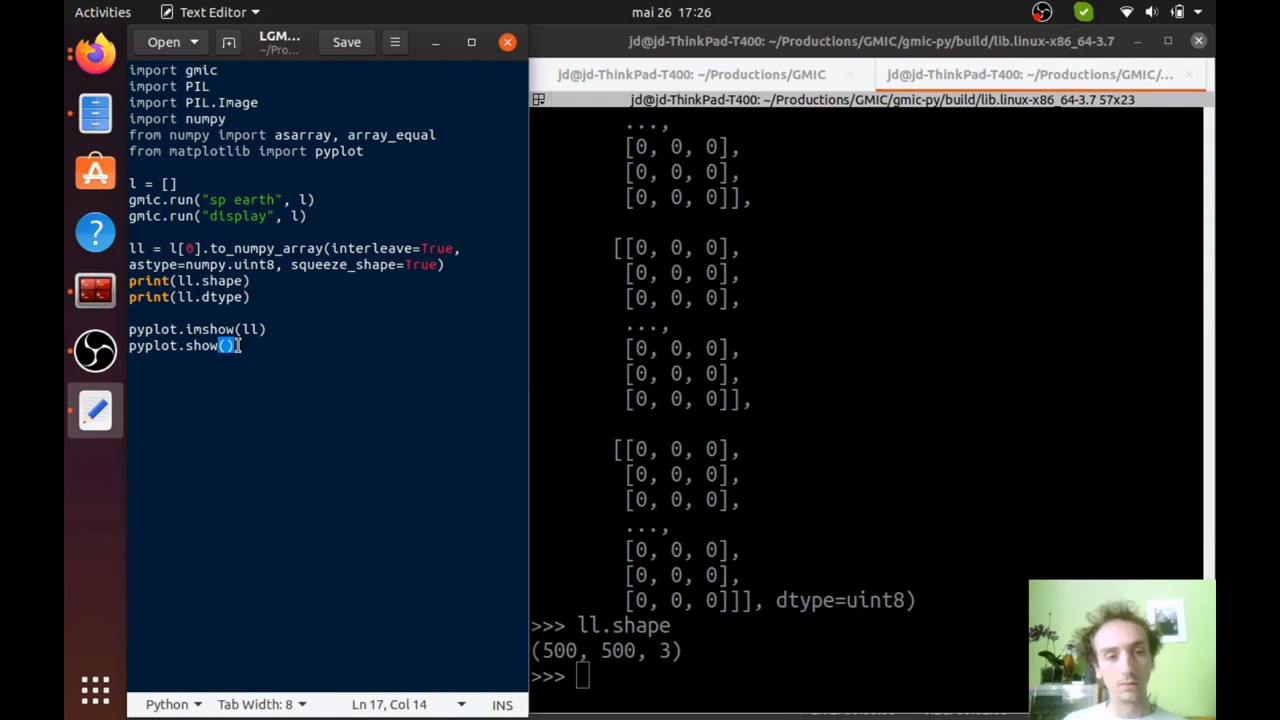 Activities
Text Editor
mai 26 17:26
Open
LGM...
~/Pro...
Save
import gmic
import PIL
import PIL.Image
import numpy
from numpy import asarray, array_equal
from matplotlib import pyplot
l = []
gmic.run("sp earth", l)
gmic.run("display", l)
ll = l[0].to_numpy_array(interleave=True,
astype=numpy.uint8, squeeze_shape=True)
print(ll.shape)
print(ll.dtype)
pyplot.imshow(ll)
pyplot.show()
Python
Tab Width: 8
Ln 17, Col 14
INS
jd@jd-ThinkPad-T400: ~/Productions/GMIC/gmic-py/build/lib.linux-x86_64-3.7
jd@jd-ThinkPad-T400: ~/Productions/GMIC
jd@jd-ThinkPad-T400: ~/Productions/GMIC/...
jd@jd-ThinkPad-T400: ~/Productions/GMIC/gmic-py/build/lib.linux-x86_64-3.7 57x23
...,
[0, 0, 0],
[0, 0, 0],
[0, 0, 0]],
[[0, 0, 0],
[0, 0, 0],
[0, 0, 0],
...,
[0, 0, 0],
[0, 0, 0],
[0, 0, 0]],
[[0, 0, 0],
[0, 0, 0],
[0, 0, 0],
...,
[0, 0, 0],
[0, 0, 0],
[0, 0, 0]]], dtype=uint8)
>>> ll.shape
(500, 500, 3)
>>>